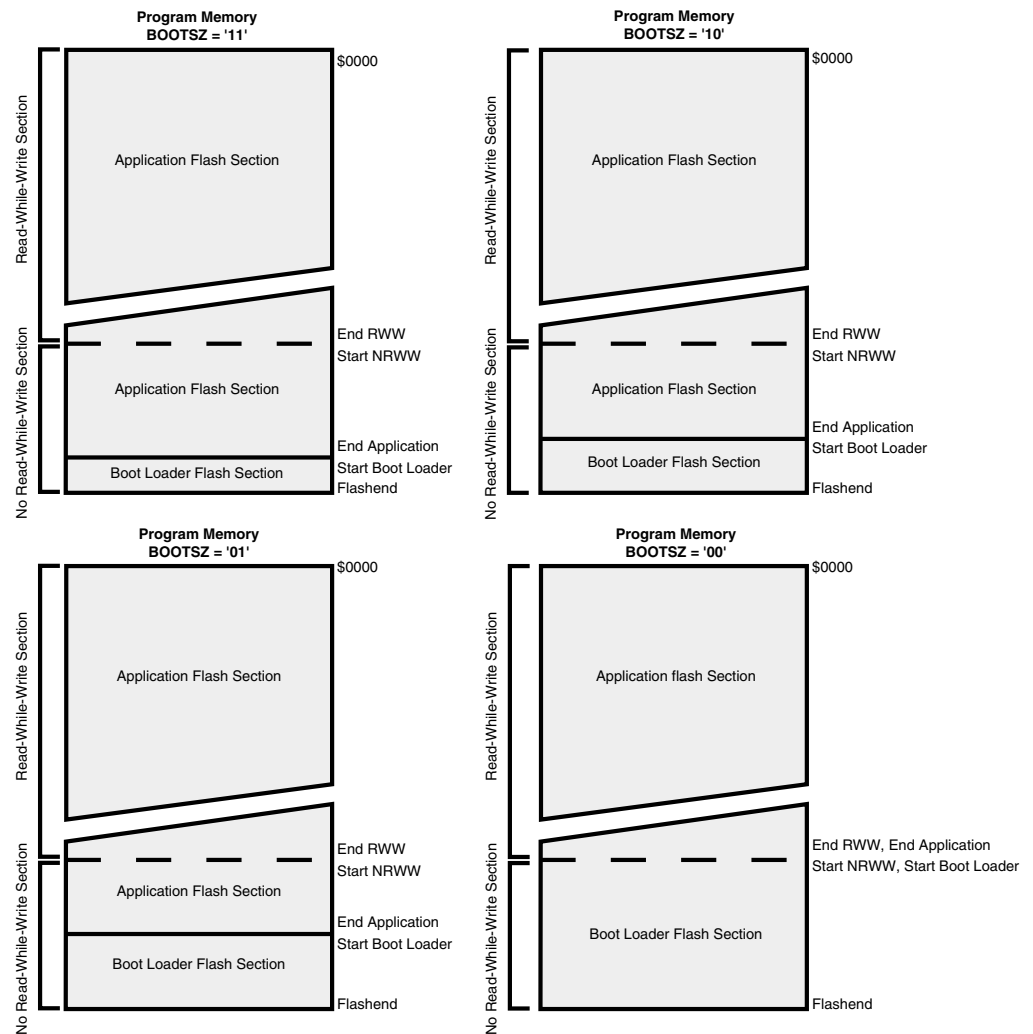 Program Memory
BOOTSZ = '11'
$0000
Read-While-Write Section
Application Flash Section
End RWW
Start NRWW
No Read-While-Write Section
Application Flash Section
End Application
Start Boot Loader
Boot Loader Flash Section
Flashend
Program Memory
BOOTSZ = '10'
$0000
Read-While-Write Section
Application Flash Section
End RWW
Start NRWW
No Read-While-Write Section
Application Flash Section
End Application
Start Boot Loader
Boot Loader Flash Section
Flashend
Program Memory
BOOTSZ = '01'
$0000
Read-While-Write Section
Application Flash Section
End RWW
Start NRWW
No Read-While-Write Section
Application Flash Section
End Application
Start Boot Loader
Boot Loader Flash Section
Flashend
Program Memory
BOOTSZ = '00'
$0000
Read-While-Write Section
Application flash Section
End RWW, End Application
Start NRWW, Start Boot Loader
No Read-While-Write Section
Boot Loader Flash Section
Flashend